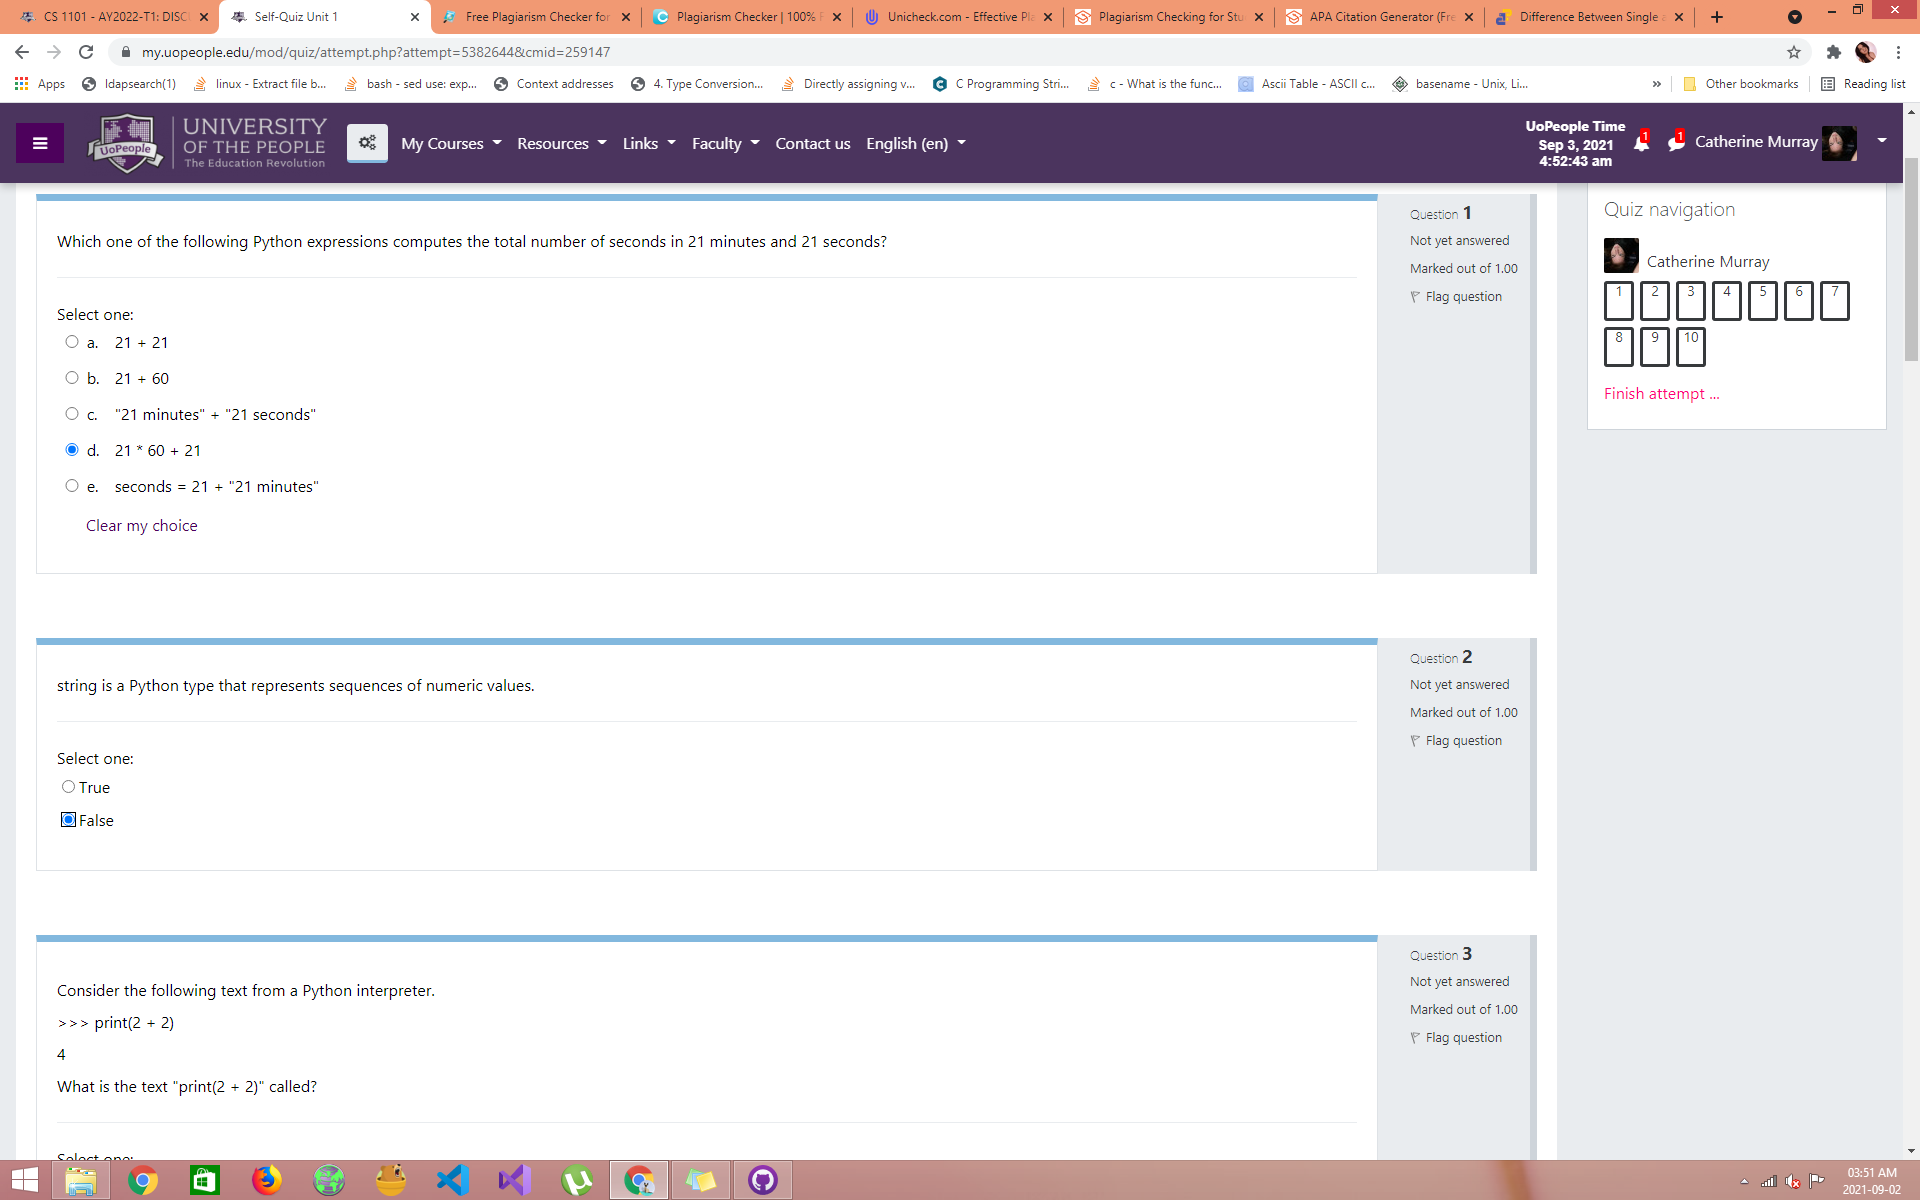 CS 1101 - AY2022-T1: DISC
Self-Quiz Unit 1
Free Plagiarism Checker for
Plagiarism Checker | 100% F
Unicheck.com - Effective Pla
Plagiarism Checking for Stu
APA Citation Generator (Fre
Difference Between Single a
my.uopeople.edu/mod/quiz/attempt.php?attempt=5382644&cmid=259147
Apps
ldapsearch(1)
linux - Extract file b...
bash - sed use: exp...
Context addresses
4. Type Conversion...
Directly assigning v...
C Programming Stri...
c - What is the func...
Ascii Table - ASCII c...
basename - Unix, Li...
»
Other bookmarks
Reading list
UoPeople
UNIVERSITY
OF THE PEOPLE
The Education Revolution
My Courses
Resources
Links
Faculty
Contact us
English (en)
UoPeople Time
Sep 3, 2021
4:52:43 am
1
1
Catherine Murray
Which one of the following Python expressions computes the total number of seconds in 21 minutes and 21 seconds?
Select one:
a. 21 + 21
b. 21 + 60
c. "21 minutes" + "21 seconds"
d. 21 * 60 + 21
e. seconds = 21 + "21 minutes"
Clear my choice
Question 1
Not yet answered
Marked out of 1.00
Flag question
Quiz navigation
Catherine Murray
1 2 3 4 5 6 7
8 9 10
Finish attempt ...
string is a Python type that represents sequences of numeric values.
Select one:
True
False
Question 2
Not yet answered
Marked out of 1.00
Flag question
Consider the following text from a Python interpreter.
>>> print(2 + 2)
4
What is the text "print(2 + 2)" called?
Select one:
Question 3
Not yet answered
Marked out of 1.00
Flag question
03:51 AM
2021-09-02